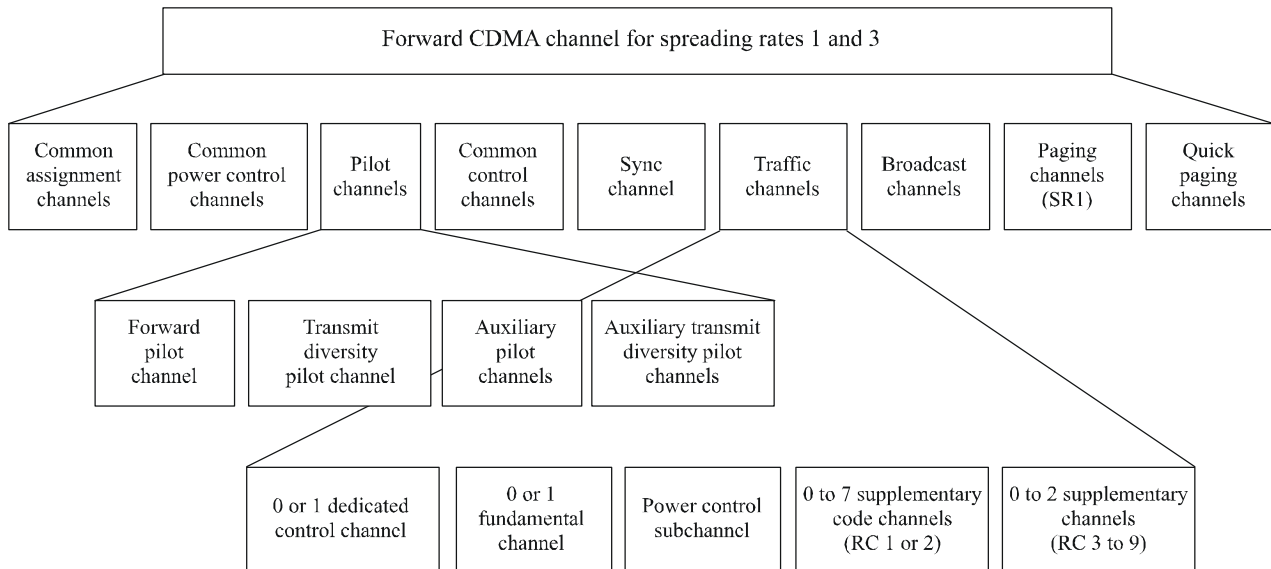 Forward CDMA channel for spreading rates 1 and 3
Common
assignment
channels
Common
power control
channels
Pilot
channels
Common
control
channels
Sync
channel
Traffic
channels
Broadcast
channels
Paging
channels
(SR1)
Quick
paging
channels
Forward
pilot
channel
Transmit
diversity
pilot channel
Auxiliary
pilot
channels
Auxiliary transmit
diversity pilot
channels
0 or 1 dedicated
control channel
0 or 1
fundamental
channel
Power control
subchannel
0 to 7 supplementary
code channels
(RC 1 or 2)
0 to 2 supplementary
channels
(RC 3 to 9)